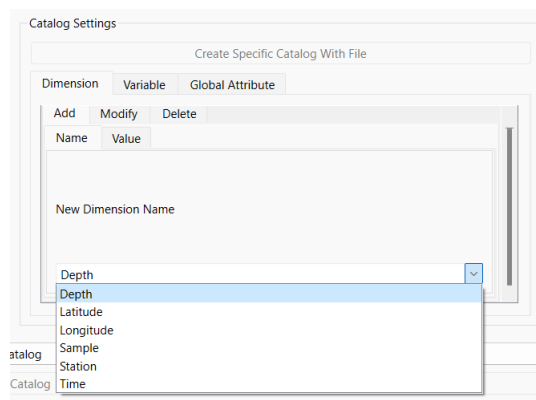 Catalog Settings
Create Specific Catalog With File
Dimension Variable Global Attribute
Add Modify Delete
Name Value
New Dimension Name
Depth
Depth
Latitude
Longitude
Sample
Station
atalog
Catalog
Time